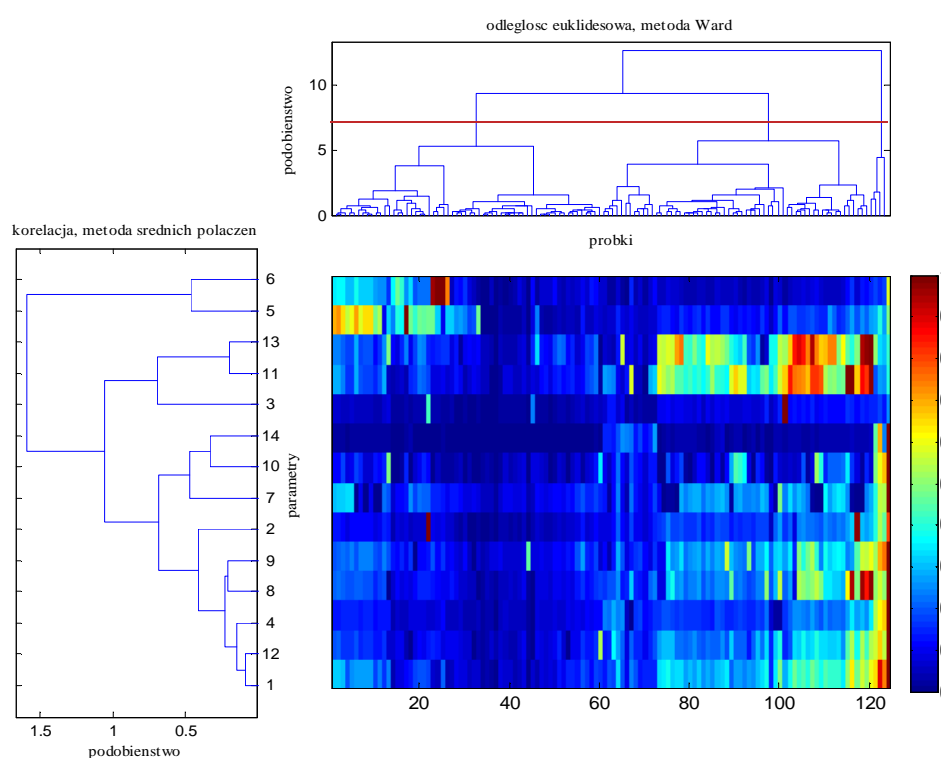 odleglosc euklidesowa, metoda Ward
podobienstwo
10
5
0
probki
korelacja, metoda srednich polaczen
6
5
13
11
3
14
10
7
2
9
8
4
12
1
parametry
1.5 1 0.5
podobienstwo
20 40 60 80 100 120